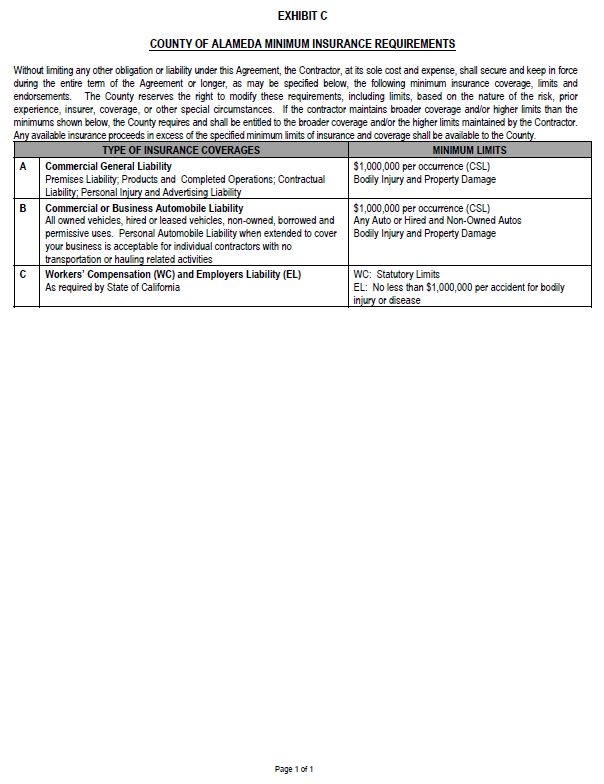 EXHIBIT C
COUNTY OF ALAMEDA MINIMUM INSURANCE REQUIREMENTS
Without limiting any other obligation or liability under this Agreement, the Contractor, at its sole cost and expense, shall secure and keep in force
during the entire term of the Agreement or longer, as may be specified below, the following minimum insurance coverage, limits and
endorsements. The County reserves the right to modify these requirements, including limits, based on the nature of the risk, prior
experience, insurer, coverage, or other special circumstances. If the contractor maintains broader coverage and/or higher limits than the
minimums shown below, the County requires and shall be entitled to the broader coverage and/or the higher limits maintained by the Contractor.
Any available insurance proceeds in excess of the specified minimum limits of insurance and coverage shall be available to the County.
TYPE OF INSURANCE COVERAGES MINIMUM LIMITS
A Commercial General Liability $1,000,000 per occurrence (CSL)
Premises Liability; Products and Completed Operations; Contractual Bodily Injury and Property Damage
Liability; Personal Injury and Advertising Liability
B Commercial or Business Automobile Liability $1,000,000 per occurrence (CSL)
All owned vehicles, hired or leased vehicles, non-owned, borrowed and Any Auto or Hired and Non-Owned Autos
permissive uses. Personal Automobile Liability when extended to cover Bodily Injury and Property Damage
your business is acceptable for individual contractors with no
transportation or hauling related activities
C Workers' Compensation (WC) and Employers Liability (EL) WC: Statutory Limits
As required by State of California EL: No less than $1,000,000 per accident for bodily
injury or disease
Page 1 of 1